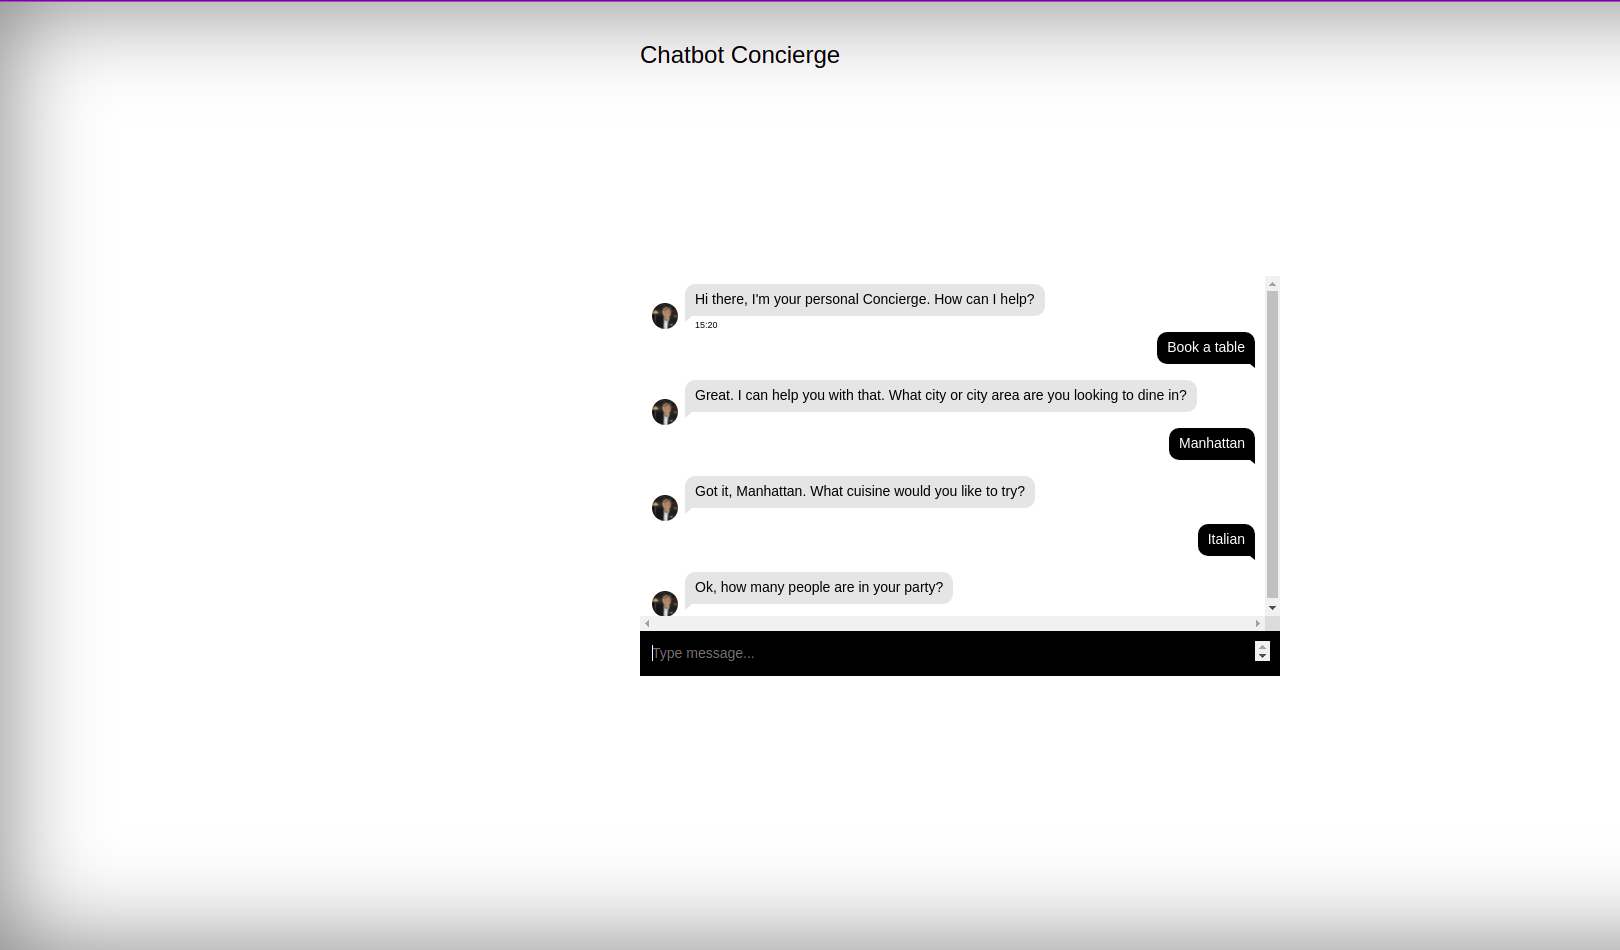 Chatbot Concierge
Hi there, I'm your personal Concierge. How can I help?
15:20
Book a table
Great. I can help you with that. What city or city area are you looking to dine in?
Manhattan
Got it, Manhattan. What cuisine would you like to try?
Italian
Ok, how many people are in your party?
Type message...